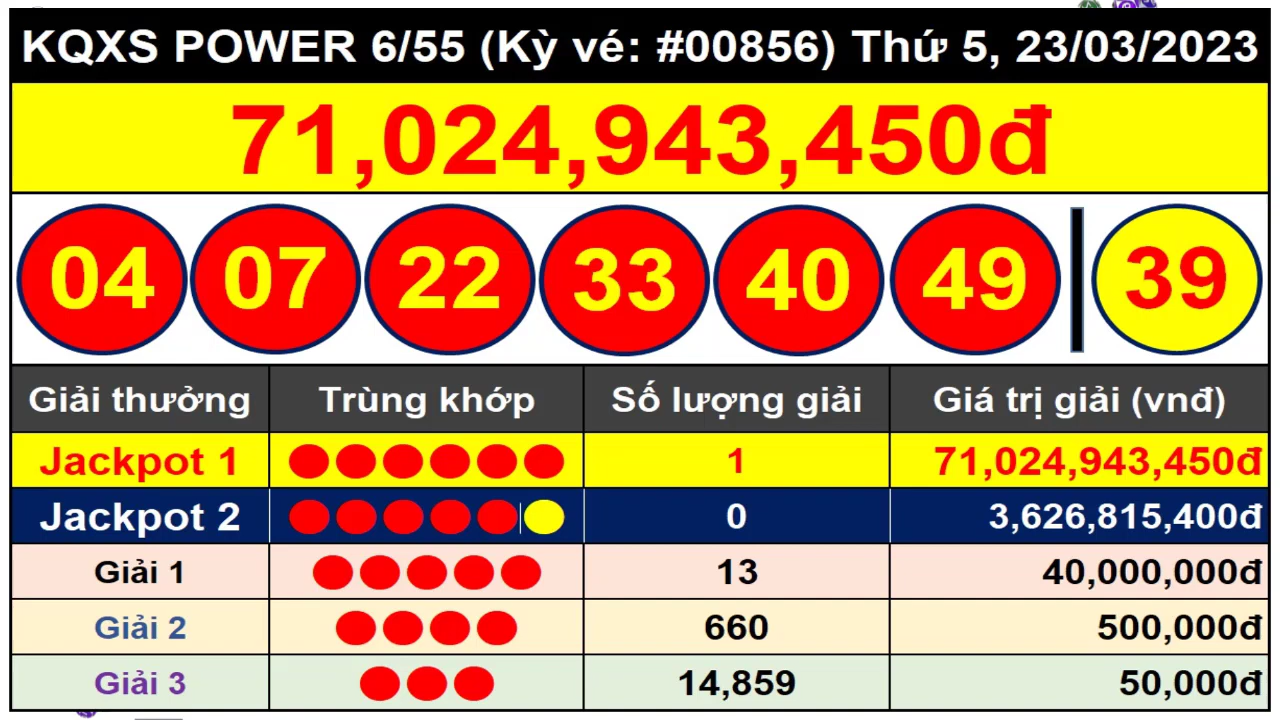 KQXS POWER 6/55 (Kỳ vé: #00856) Thứ 5, 23/03/2023
71,024,943,450đ
04 07 22 33 40 49 39
Giải thưởng Trùng khớp Số lượng giải Giá trị giải (vnđ)
Jackpot 1 1 71,024,943,450đ
Jackpot 2 0 3,626,815,400đ
Giải 1 13 40,000,000đ
Giải 2 660 500,000đ
Giải 3 14,859 50,000đ